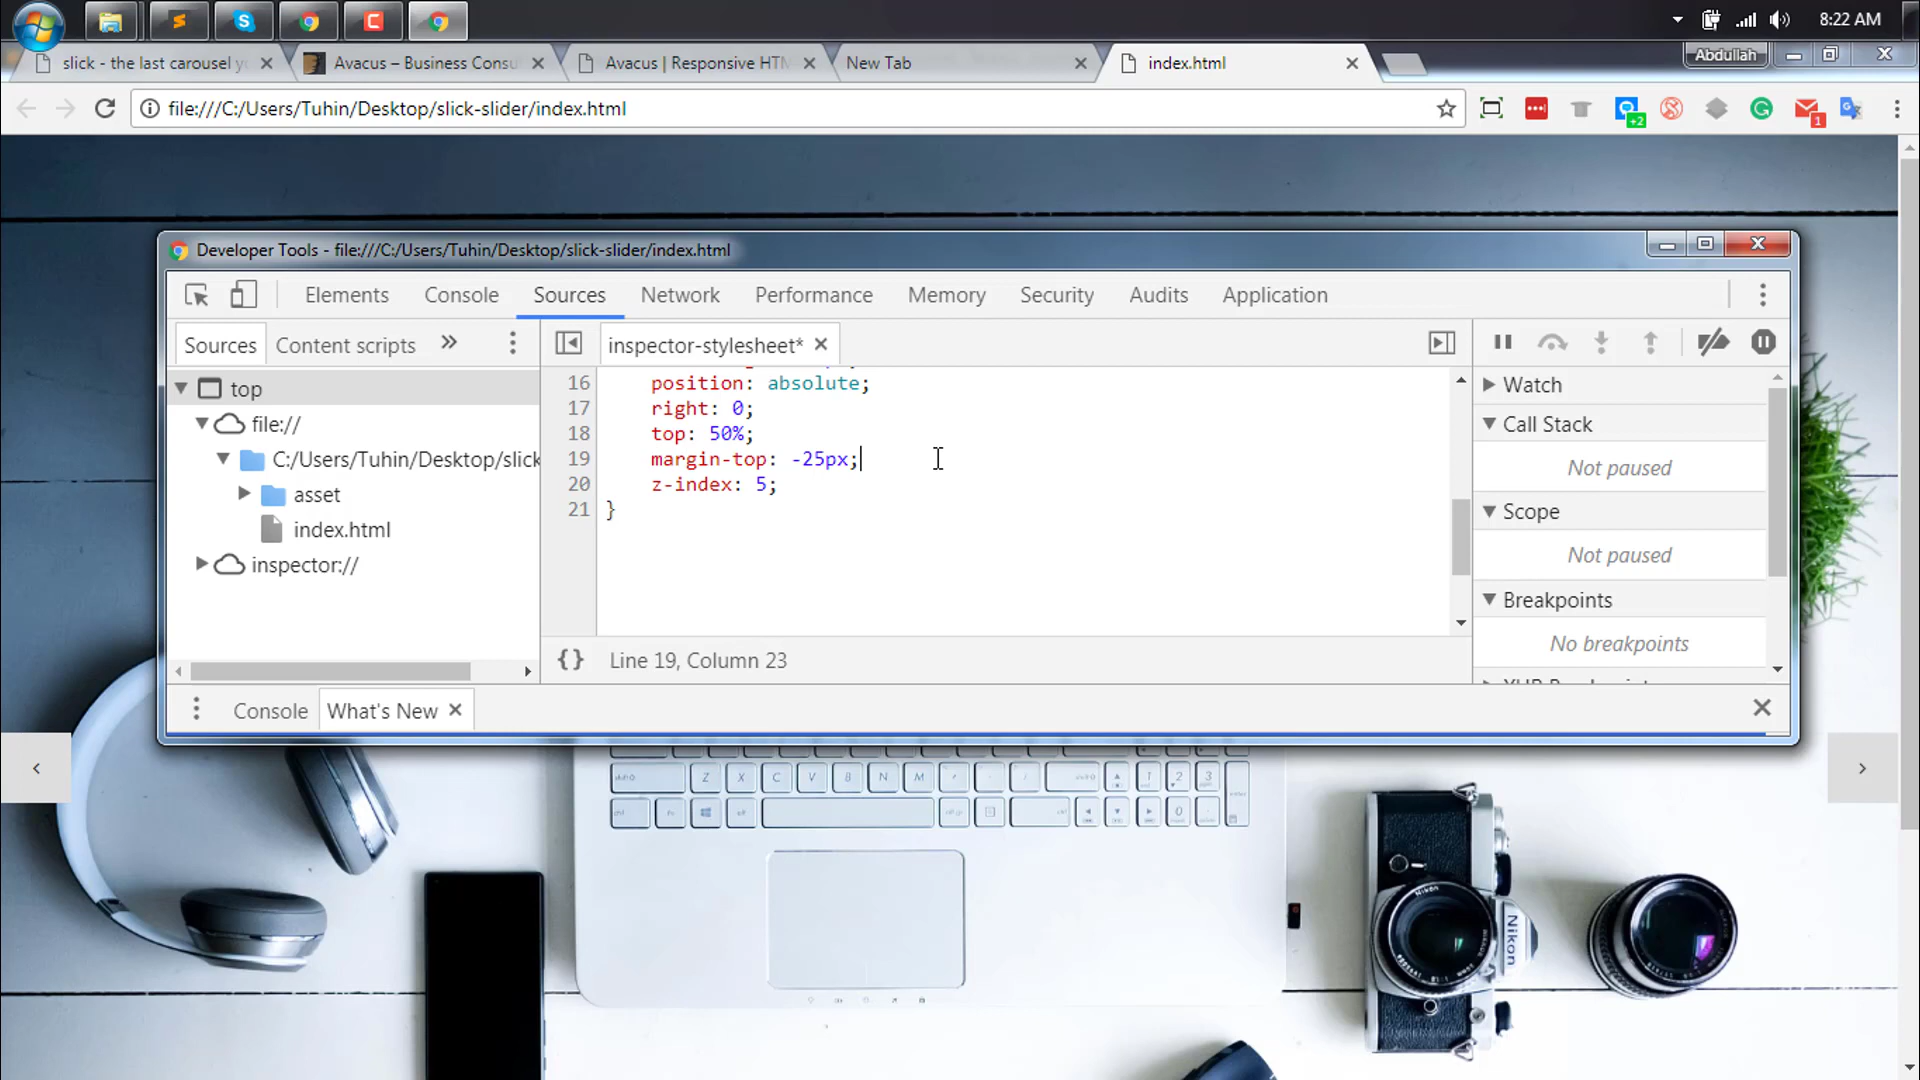 8:22 AM
slick - the last carousel yo
Avacus – Business Consul
Avacus | Responsive HTM
New Tab
index.html
Abdullah
file:///C:/Users/Tuhin/Desktop/slick-slider/index.html
+2
1
Developer Tools - file:///C:/Users/Tuhin/Desktop/slick-slider/index.html
Elements
Console
Sources
Network
Performance
Memory
Security
Audits
Application
Sources
Content scripts
»
inspector-stylesheet*
top
file://
C:/Users/Tuhin/Desktop/slick
asset
index.html
inspector://
16 position: absolute;
17 right: 0;
18 top: 50%;
19 margin-top: -25px;
20 z-index: 5;
21 }
{} Line 19, Column 23
Watch
Call Stack
Not paused
Scope
Not paused
Breakpoints
No breakpoints
Console
What's New
Z X C V B N M
Nikon
Nikon